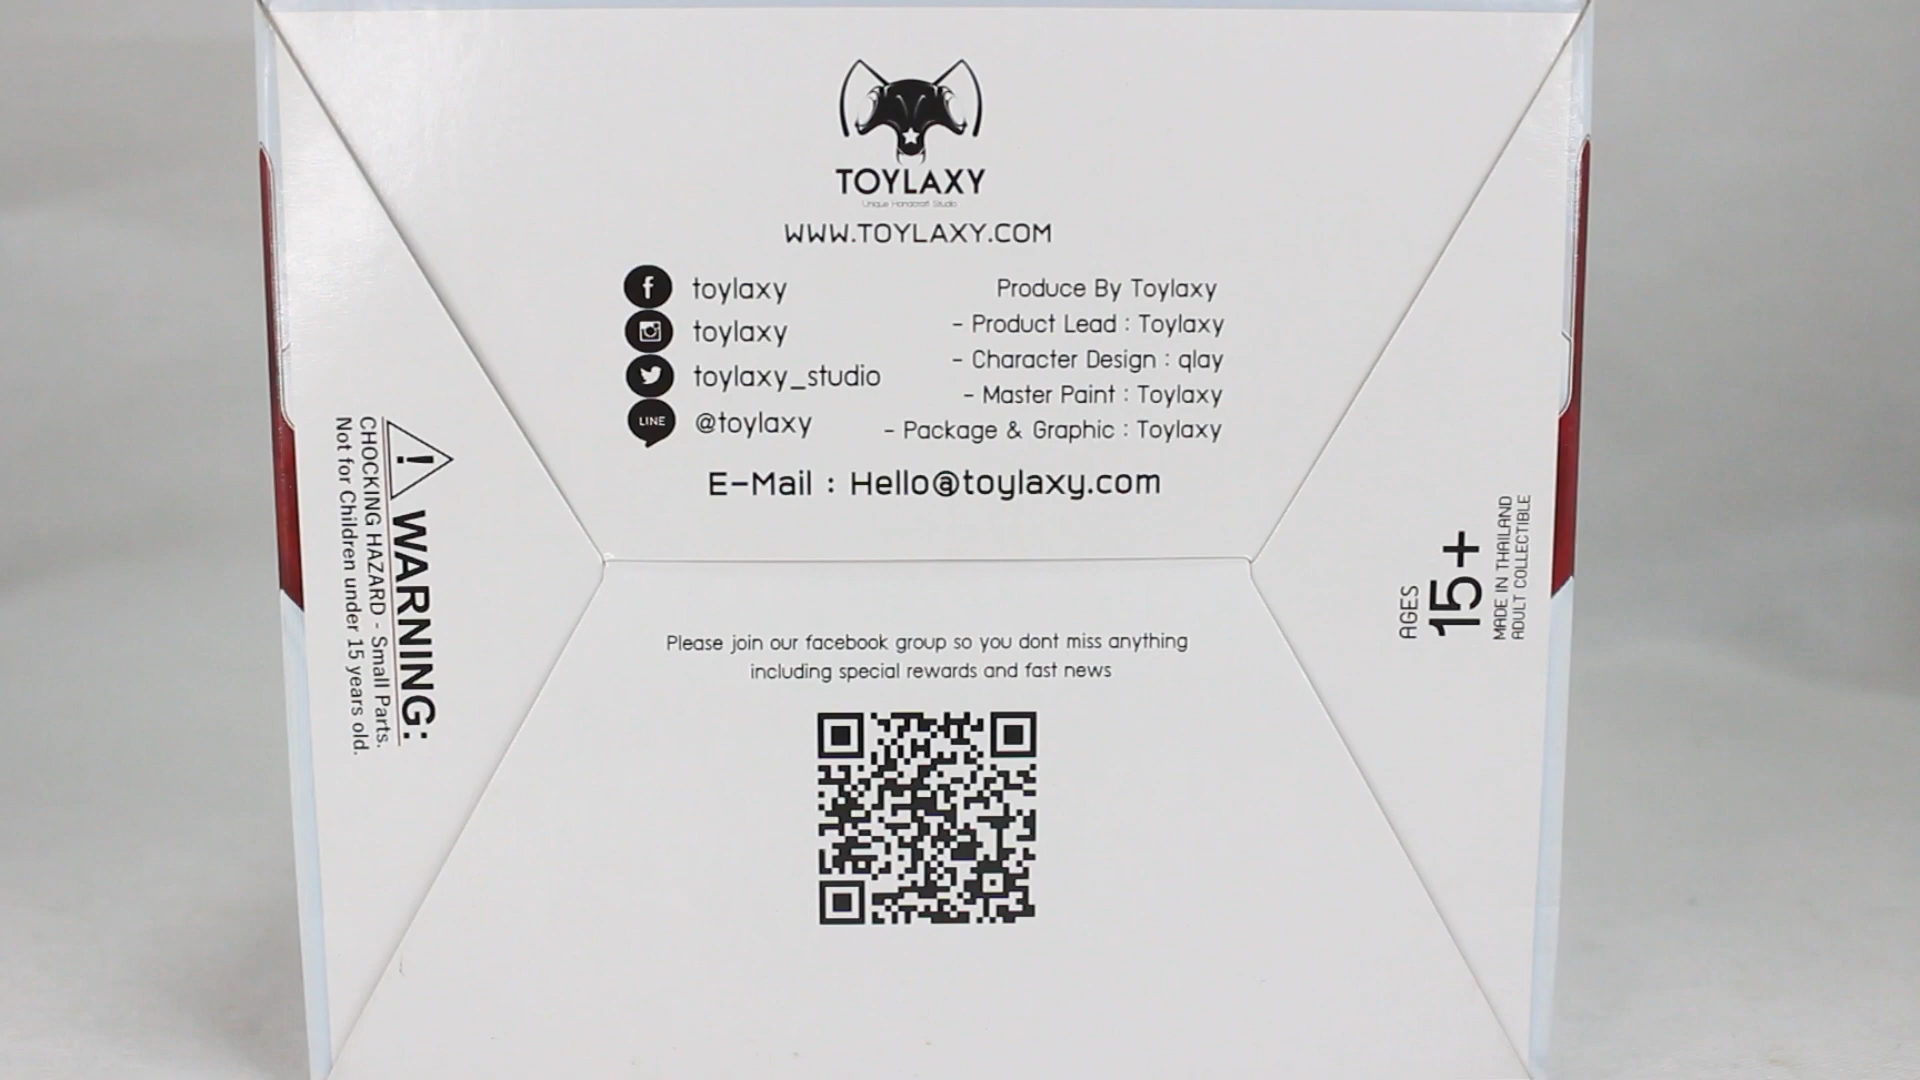 TOYLAXY
Unique Handcraft Studio
WWW.TOYLAXY.COM
toylaxy
toylaxy
toylaxy_studio
LINE @toylaxy
Produce By Toylaxy
- Product Lead : Toylaxy
- Character Design : qlay
- Master Paint : Toylaxy
- Package & Graphic : Toylaxy
E-Mail : Hello@toylaxy.com
WARNING:
CHOCKING HAZARD - Small Parts.
Not for Children under 15 years old.
AGES
15+
MADE IN THAILAND
ADULT COLLECTIBLE
Please join our facebook group so you dont miss anything
including special rewards and fast news